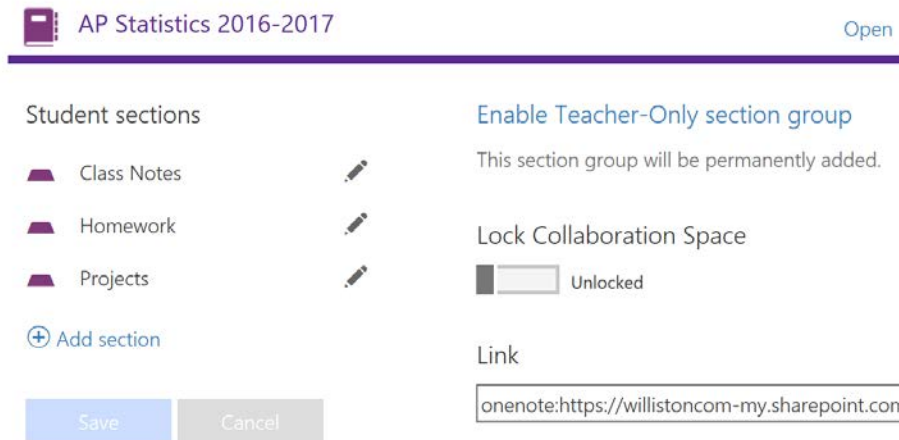 AP Statistics 2016-2017
Open
Student sections
Class Notes
Homework
Projects
Add section
Save
Cancel
Enable Teacher-Only section group
This section group will be permanently added.
Lock Collaboration Space
Unlocked
Link
onenote:https://willistoncom-my.sharepoint.com